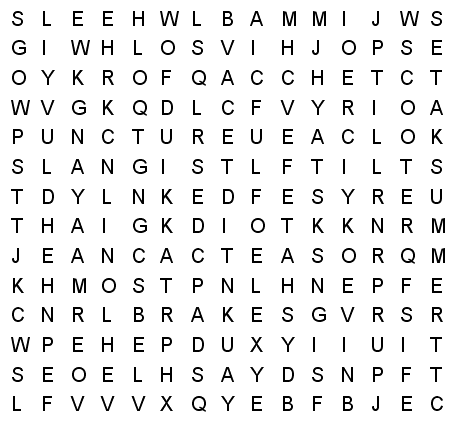 S L E E H W L B A M M I J W S
G I W H L O S V I H J O P S E
O Y K R O F Q A C C H E T C T
W V G K Q D L C F V Y R I O A
P U N C T U R E U E A C L O K
S L A N G I S T L F T I L T S
T D Y L N K E D F E S Y R E U
T H A I G K D I O T K K N R M
J E A N C A C T E A S O R Q M
K H M O S T P N L H N E P F E
C N R L B R A K E S G V R S R
W P E H E P D U X Y I I U I T
S E O E L H S A Y D S N P F T
L F V V V X Q Y E B F B J E C